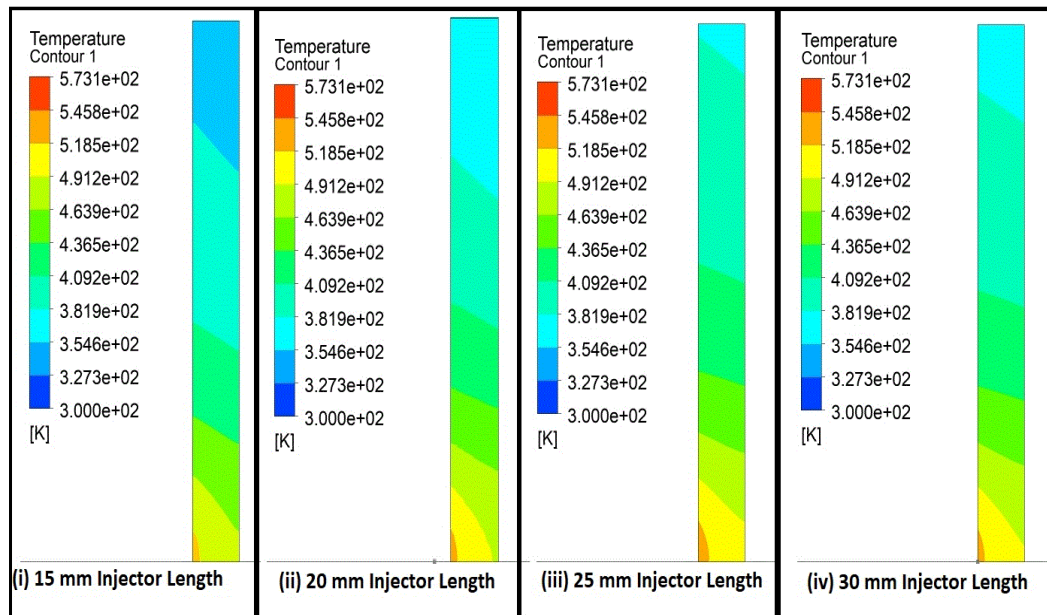 Temperature
Contour 1
5.731e+02
5.458e+02
5.185e+02
4.912e+02
4.639e+02
4.365e+02
4.092e+02
3.819e+02
3.546e+02
3.273e+02
3.000e+02
[K]
(i) 15 mm Injector Length
Temperature
Contour 1
5.731e+02
5.458e+02
5.185e+02
4.912e+02
4.639e+02
4.365e+02
4.092e+02
3.819e+02
3.546e+02
3.273e+02
3.000e+02
[K]
(ii) 20 mm Injector Length
Temperature
Contour 1
5.731e+02
5.458e+02
5.185e+02
4.912e+02
4.639e+02
4.365e+02
4.092e+02
3.819e+02
3.546e+02
3.273e+02
3.000e+02
[K]
(iii) 25 mm Injector Length
Temperature
Contour 1
5.731e+02
5.458e+02
5.185e+02
4.912e+02
4.639e+02
4.365e+02
4.092e+02
3.819e+02
3.546e+02
3.273e+02
3.000e+02
[K]
(iv) 30 mm Injector Length